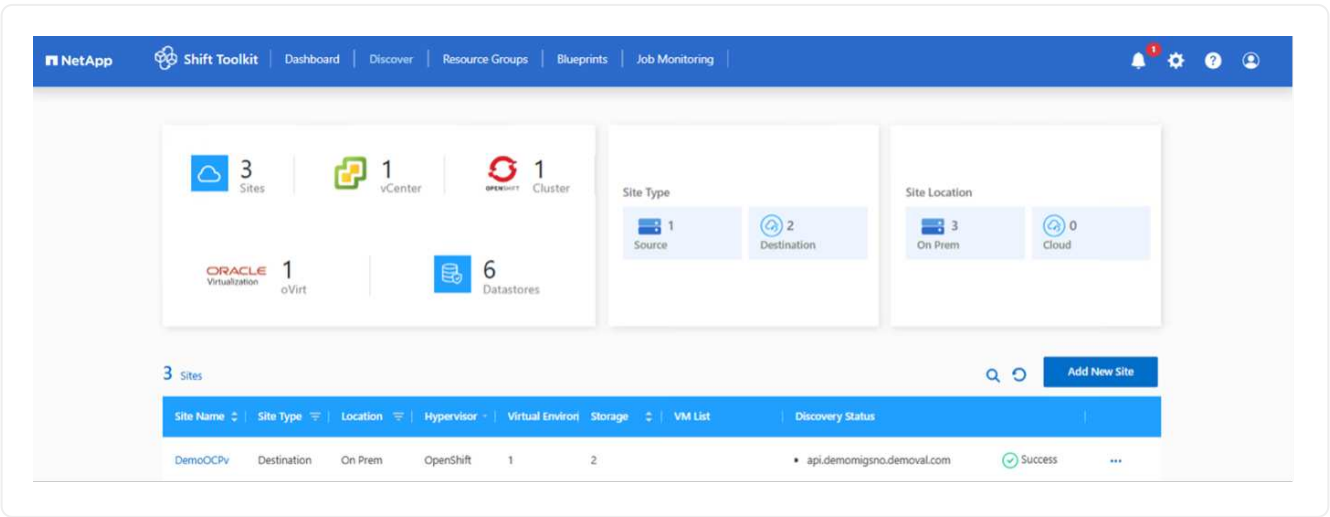 NetApp Shift Toolkit Dashboard Discover Resource Groups Blueprints Job Monitoring 1 ?
3 Sites
1 vCenter
OPENSHIFT 1 Cluster
ORACLE Virtualization 1 oVirt
6 Datastores
Site Type
1 Source
2 Destination
Site Location
3 On Prem
0 Cloud
3 Sites Add New Site
Site Name Site Type Location Hypervisor Virtual Environ Storage VM List Discovery Status
DemoOCPv Destination On Prem OpenShift 1 2 • api.demomigsno.demoval.com Success ...